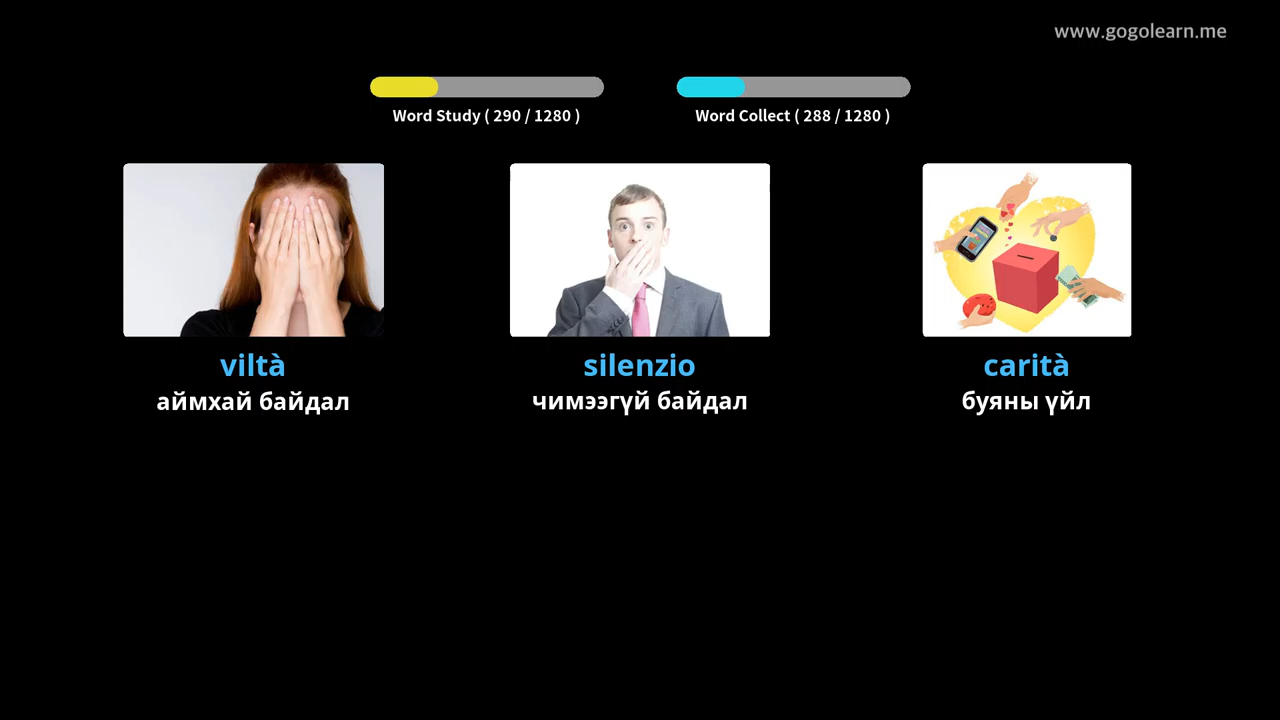 www.gogolearn.me
Word Study ( 290 / 1280 )
Word Collect ( 288 / 1280 )
viltà
аймхай байдал
silenzio
чимээгүй байдал
carità
буяны үйл